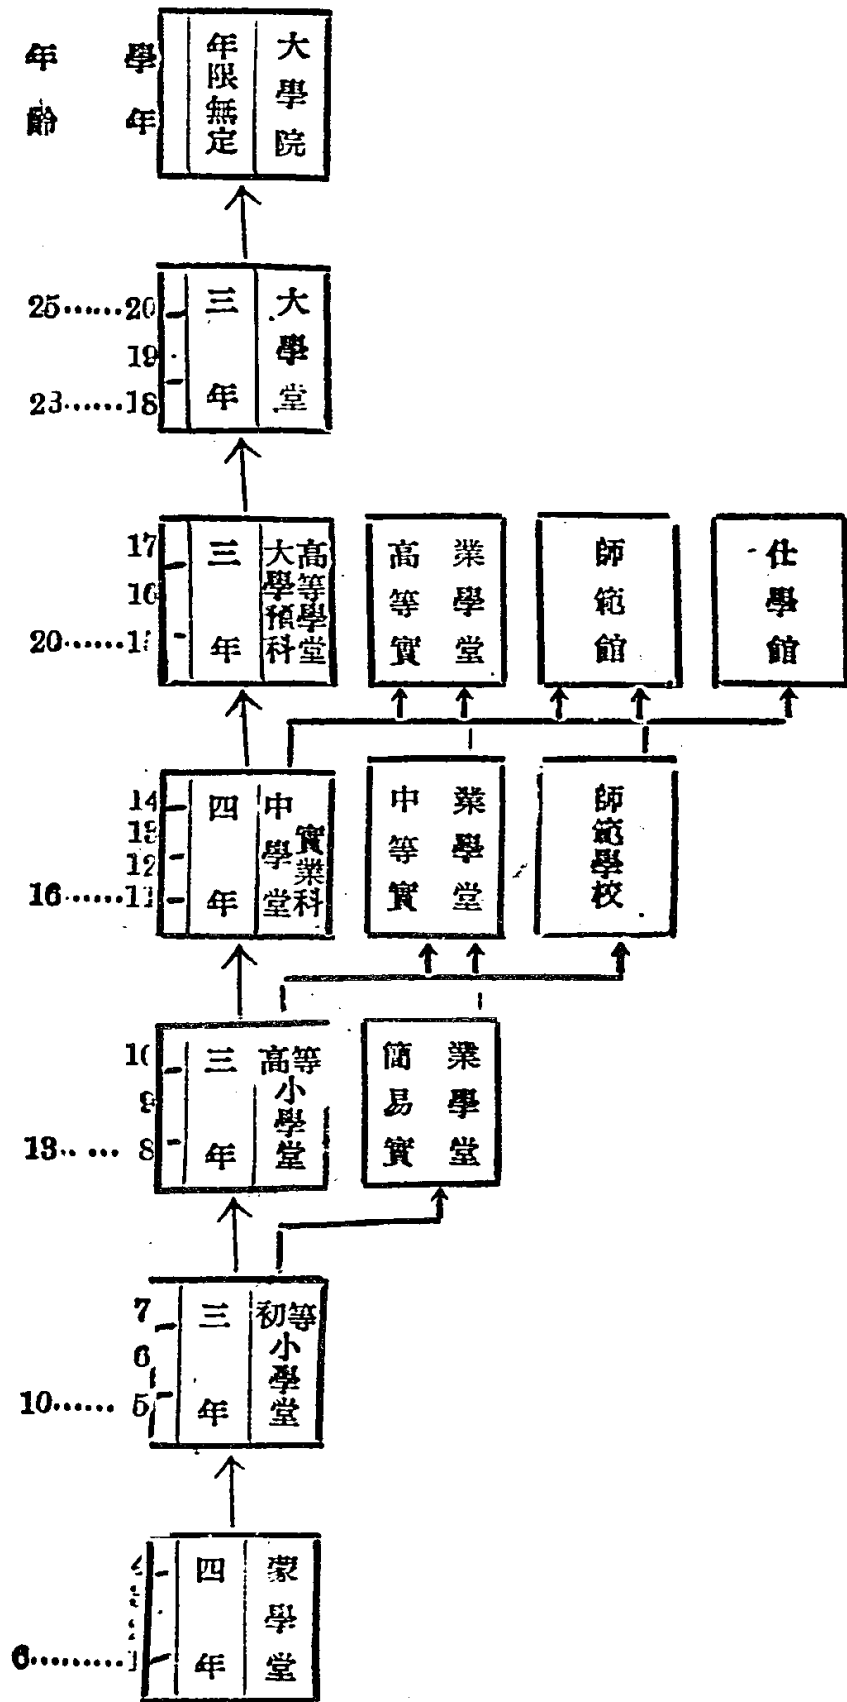 年齡
學年
大學院
年限無定
大學堂
三年
25......20
19
23......18
高等學堂
大學預科
三年
17
16
20......1
高等實業學堂
師範館
仕學館
中學堂
實業科
四年
14
13
12
16......11
中等實業學堂
師範學校
高等小學堂
三年
10
9
13.. ... 8
簡易實業學堂
初等小學堂
三年
7
6
10...... 5
蒙學堂
四年
6.........1